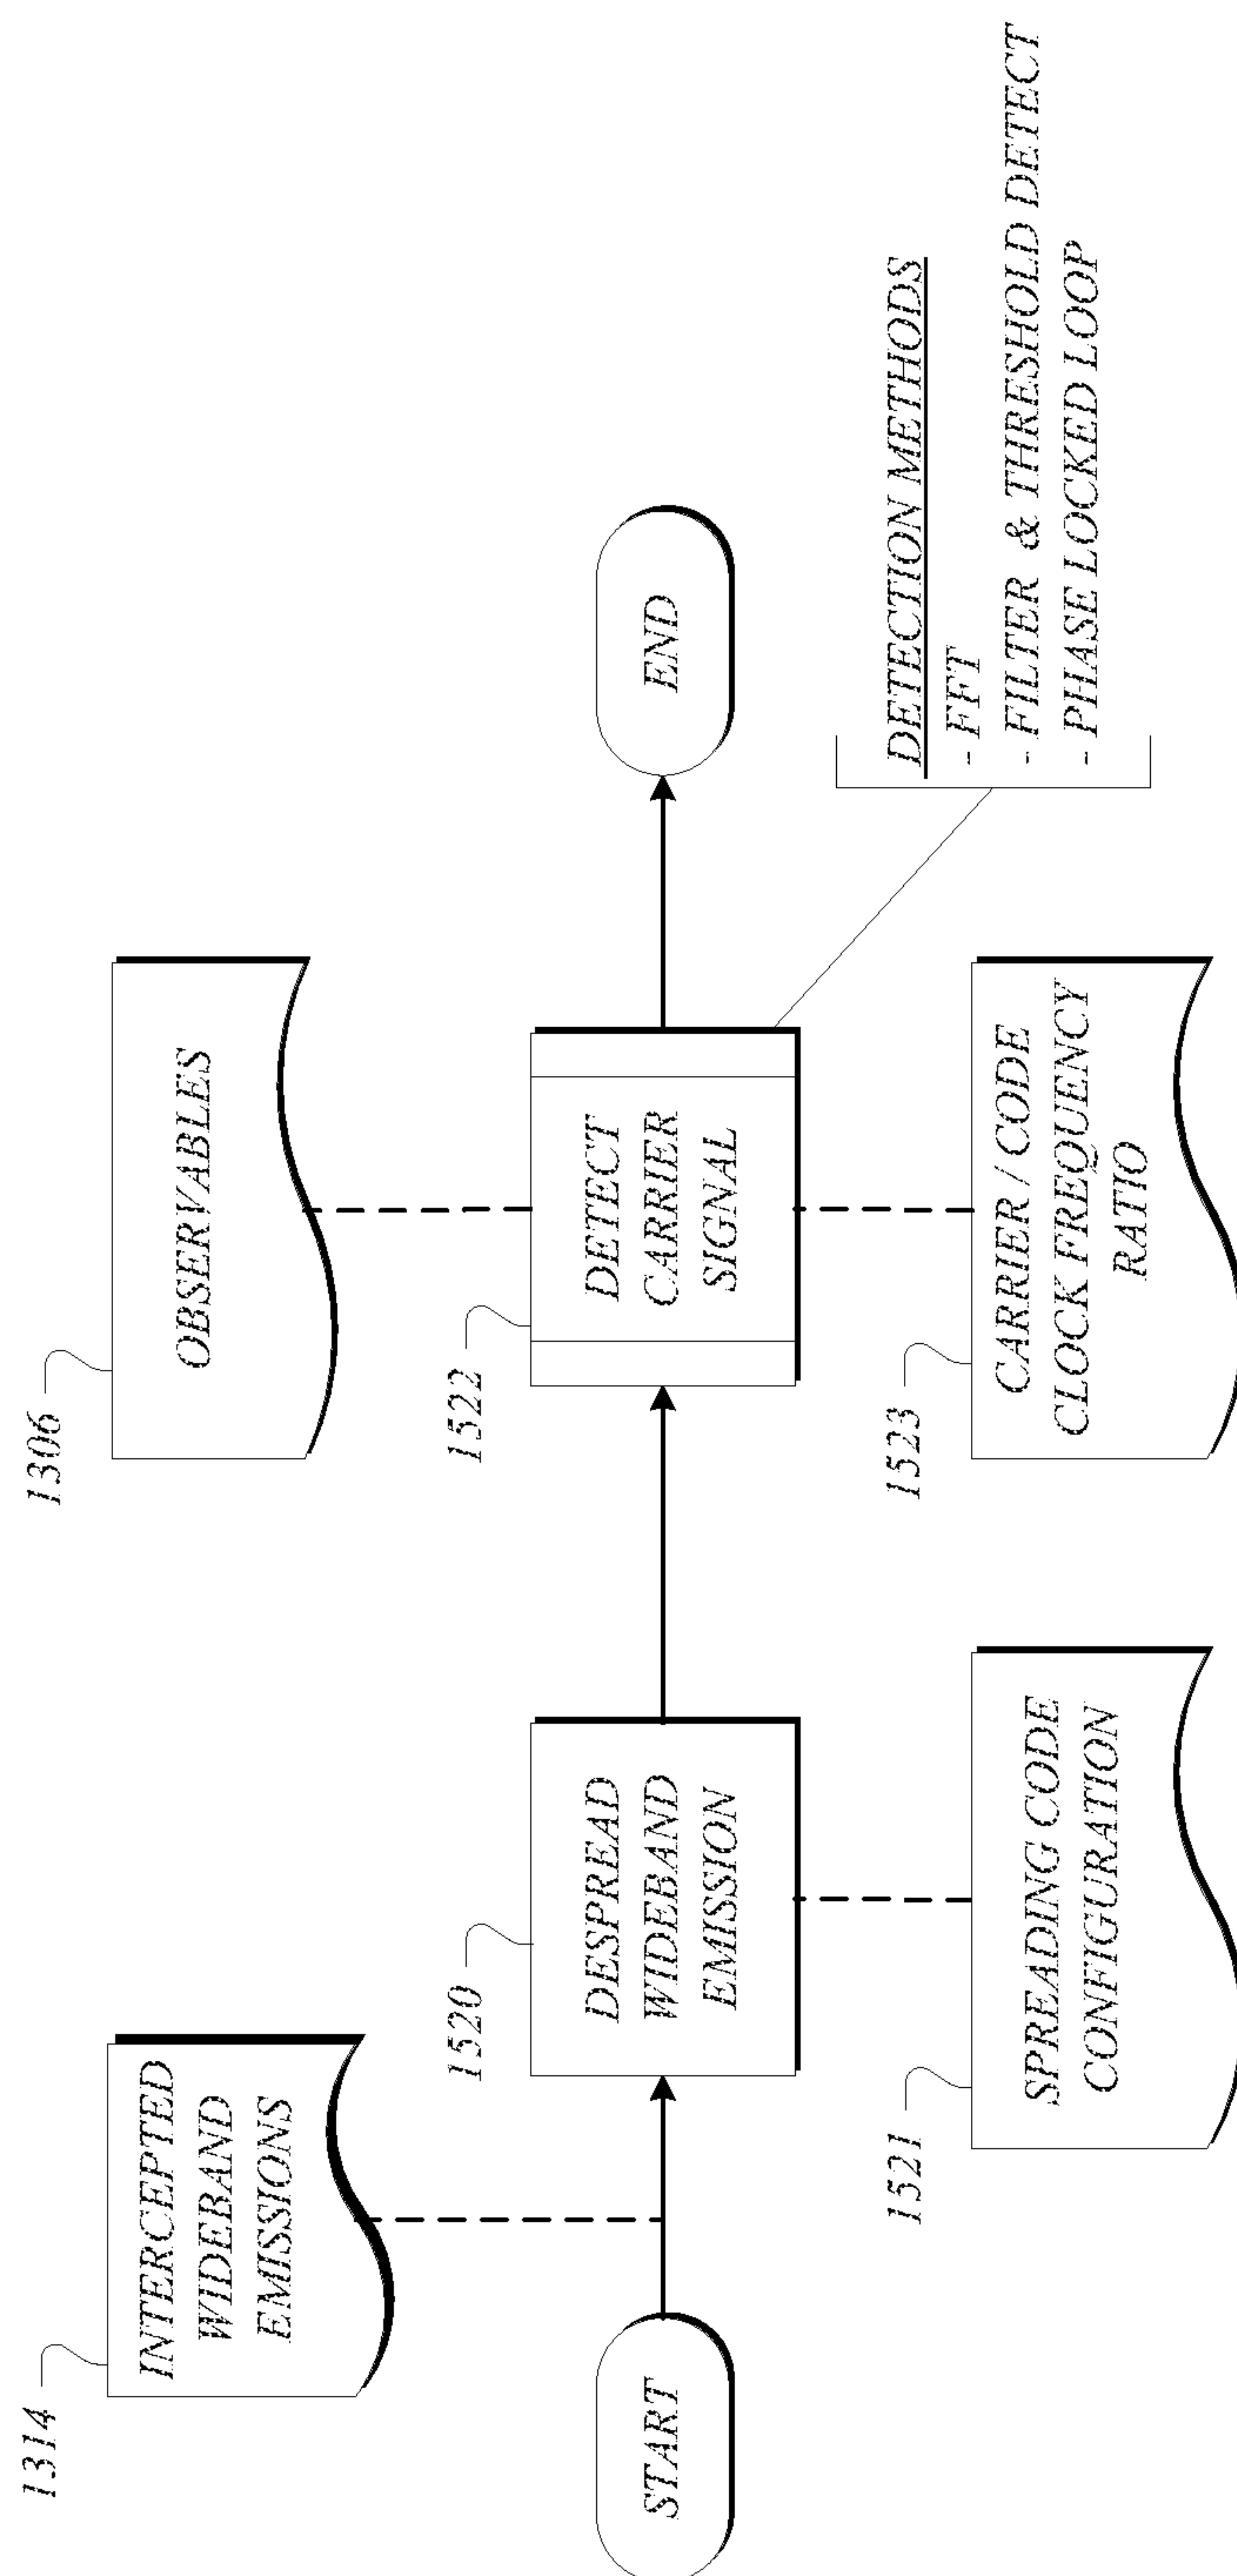 1314
INTERCEPTED
WIDEBAND
EMISSIONS
1306
OBSERVABLES
START
1520
DESPREAD
WIDEBAND
EMISSION
1522
DETECT
CARRIER
SIGNAL
END
1521
SPREADING CODE
CONFIGURATION
1523
CARRIER / CODE
CLOCK FREQUENCY
RATIO
DETECTION METHODS
- FFT
- FILTER & THRESHOLD DETECT
- PHASE LOCKED LOOP